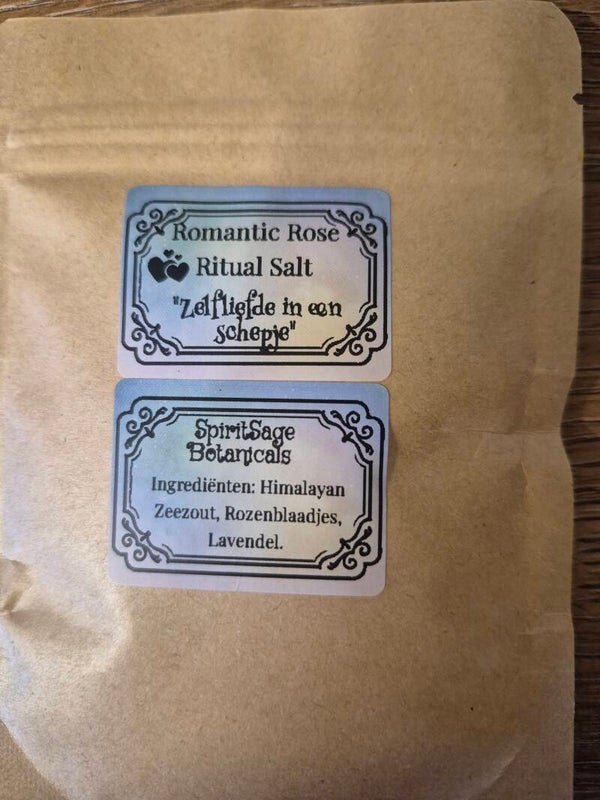 Romantic Rose
Ritual Salt
"Zelfliefde in een
schepje"
SpiritSage
Botanicals
Ingrediënten: Himalayan
Zeezout, Rozenblaadjes,
Lavendel.